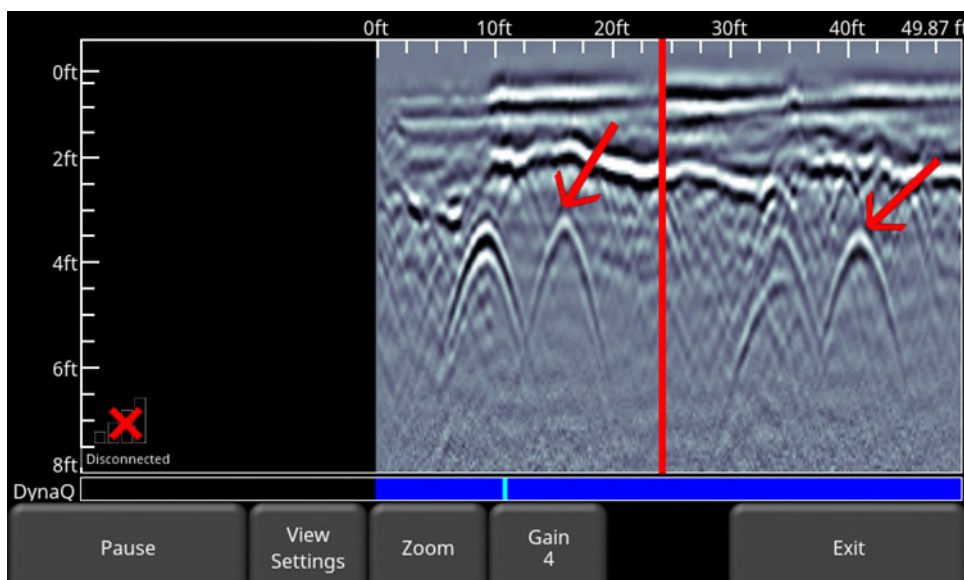 0ft 10ft 20ft 30ft 40ft 49.87 f
0ft
2ft
4ft
6ft
8ft
Disconnected
DynaQ
Pause
View
Settings
Zoom
Gain
4
Exit